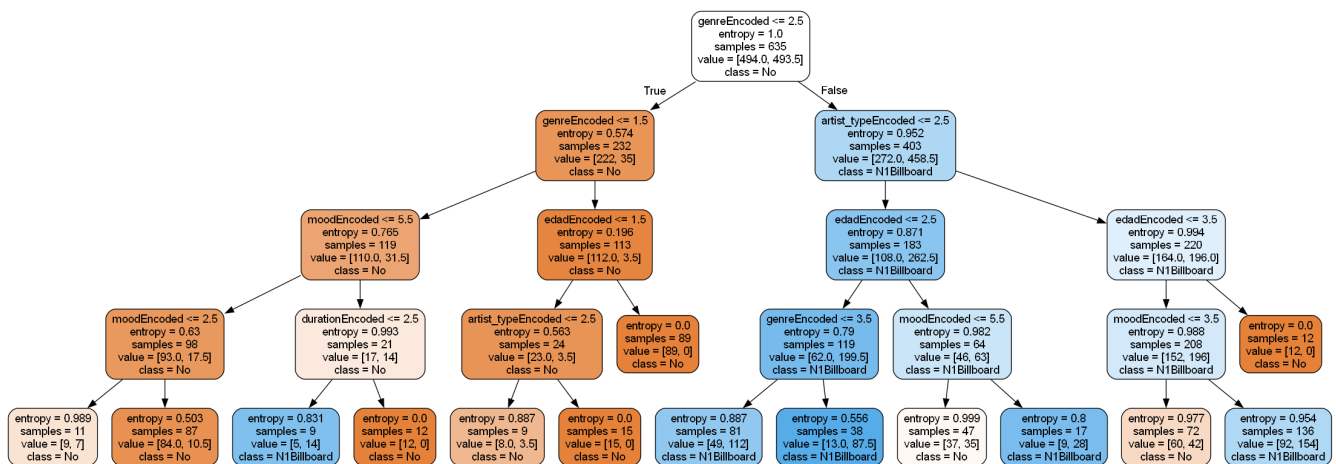 genreEncoded <= 2.5
entropy = 1.0
samples = 635
value = [494.0, 493.5]
class = No
True
False
genreEncoded <= 1.5
entropy = 0.574
samples = 232
value = [222, 35]
class = No
artist_typeEncoded <= 2.5
entropy = 0.952
samples = 403
value = [272.0, 458.5]
class = N1Billboard
moodEncoded <= 5.5
entropy = 0.765
samples = 119
value = [110.0, 31.5]
class = No
edadEncoded <= 1.5
entropy = 0.196
samples = 113
value = [112.0, 3.5]
class = No
edadEncoded <= 2.5
entropy = 0.871
samples = 183
value = [108.0, 262.5]
class = N1Billboard
edadEncoded <= 3.5
entropy = 0.994
samples = 220
value = [164.0, 196.0]
class = N1Billboard
moodEncoded <= 2.5
entropy = 0.63
samples = 98
value = [93.0, 17.5]
class = No
durationEncoded <= 2.5
entropy = 0.993
samples = 21
value = [17, 14]
class = No
artist_typeEncoded <= 2.5
entropy = 0.563
samples = 24
value = [23.0, 3.5]
class = No
entropy = 0.0
samples = 89
value = [89, 0]
class = No
genreEncoded <= 3.5
entropy = 0.79
samples = 119
value = [62.0, 199.5]
class = N1Billboard
moodEncoded <= 5.5
entropy = 0.982
samples = 64
value = [46, 63]
class = N1Billboard
moodEncoded <= 3.5
entropy = 0.988
samples = 208
value = [152, 196]
class = N1Billboard
entropy = 0.0
samples = 12
value = [12, 0]
class = No
entropy = 0.989
samples = 11
value = [9, 7]
class = No
entropy = 0.503
samples = 87
value = [84.0, 10.5]
class = No
entropy = 0.831
samples = 9
value = [5, 14]
class = N1Billboard
entropy = 0.0
samples = 12
value = [12, 0]
class = No
entropy = 0.887
samples = 9
value = [8.0, 3.5]
class = No
entropy = 0.0
samples = 15
value = [15, 0]
class = No
entropy = 0.887
samples = 81
value = [49, 112]
class = N1Billboard
entropy = 0.556
samples = 38
value = [13.0, 87.5]
class = N1Billboard
entropy = 0.999
samples = 47
value = [37, 35]
class = No
entropy = 0.8
samples = 17
value = [9, 28]
class = N1Billboard
entropy = 0.977
samples = 72
value = [60, 42]
class = No
entropy = 0.954
samples = 136
value = [92, 154]
class = N1Billboard